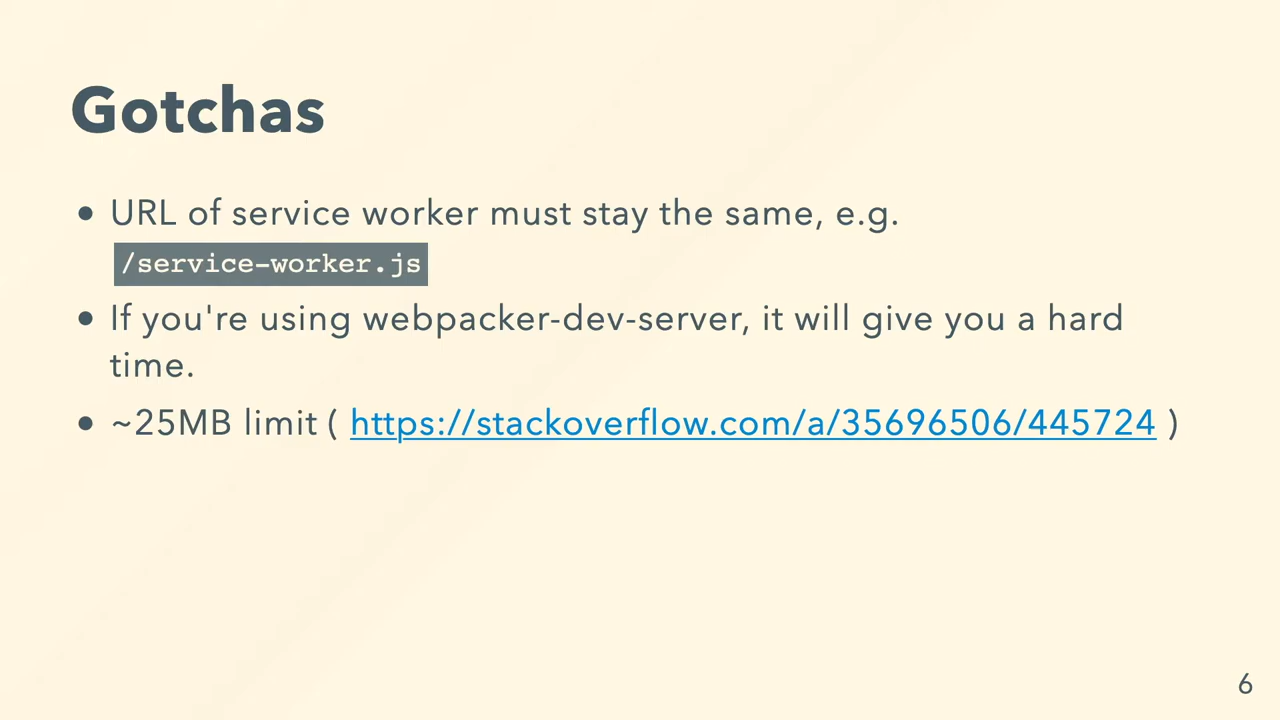 Gotchas
• URL of service worker must stay the same, e.g.
/service-worker.js
• If you're using webpacker-dev-server, it will give you a hard
time.
• ~25MB limit ( https://stackoverflow.com/a/35696506/445724 )
6